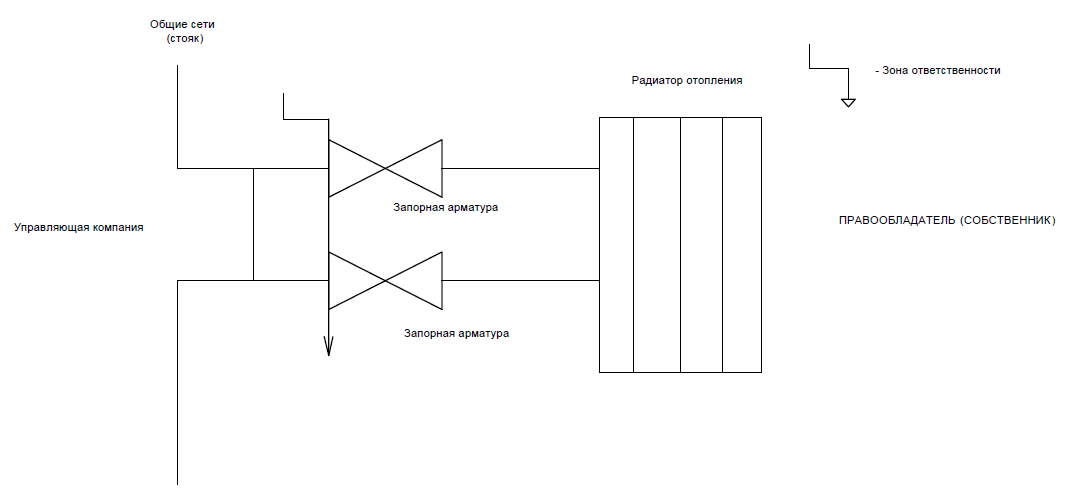 Общие сети
(стояк)
Радиатор отопления
- Зона ответственности
Запорная арматура
Управляющая компания
ПРАВООБЛАДАТЕЛЬ (СОБСТВЕННИК)
Запорная арматура